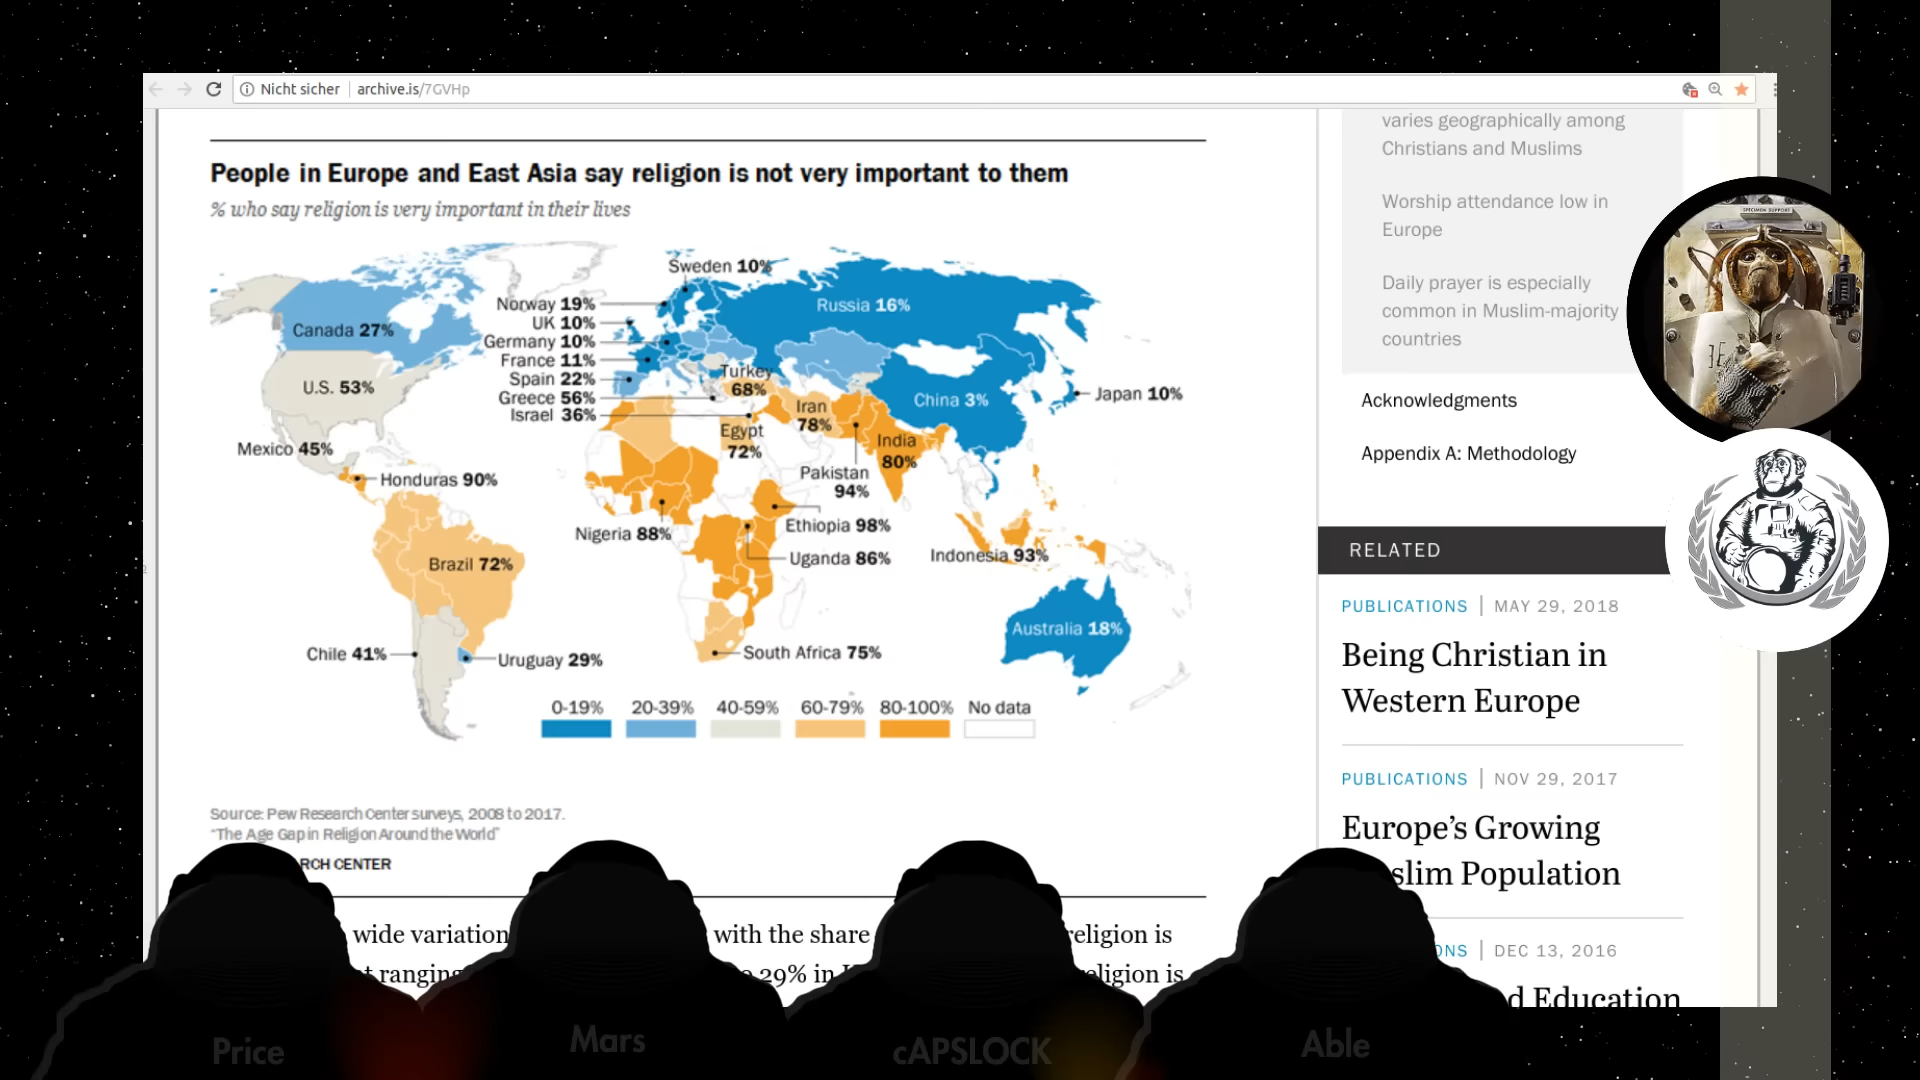 Nicht sicher archive.is/7GVHp
People in Europe and East Asia say religion is not very important to them
% who say religion is very important in their lives
Sweden 10%
Norway 19%
Russia 16%
UK 10%
Canada 27%
Germany 10%
France 11%
Turkey
68%
Spain 22%
U.S. 53%
Greece 56%
China 3%
Japan 10%
Israel 36%
Iran
78%
Egypt
72%
India
80%
Mexico 45%
Pakistan
94%
Honduras 90%
Nigeria 88%
Ethiopia 98%
Uganda 86%
Indonesia 93%
Brazil 72%
Australia 18%
Chile 41%
Uruguay 29%
South Africa 75%
0-19% 20-39% 40-59% 60-79% 80-100% No data
Source: Pew Research Center surveys, 2008 to 2017.
"The Age Gap in Religion Around the World"
RCH CENTER
wide variation with the share religion is
ranging 29% in religion is
varies geographically among
Christians and Muslims
Worship attendance low in
Europe
Daily prayer is especially
common in Muslim-majority
countries
Acknowledgments
Appendix A: Methodology
RELATED
PUBLICATIONS | MAY 29, 2018
Being Christian in
Western Europe
PUBLICATIONS | NOV 29, 2017
Europe's Growing
slim Population
ONS | DEC 13, 2016
d Education
SPECIMEN SUPPORT
Price
Mars
cAPSLOCK
Able